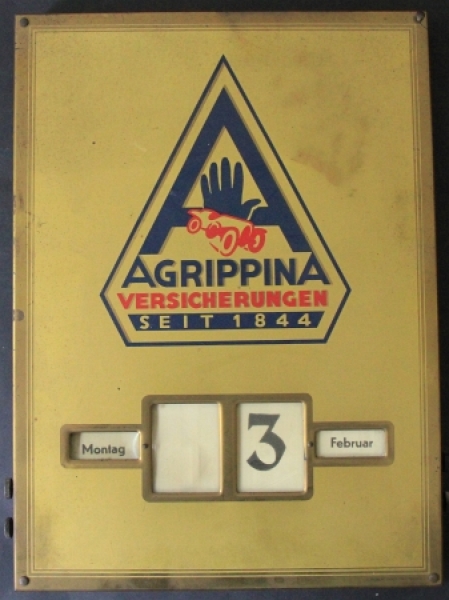 AGRIPPINA
VERSICHERUNGEN
SEIT 1844
Montag 3 Februar